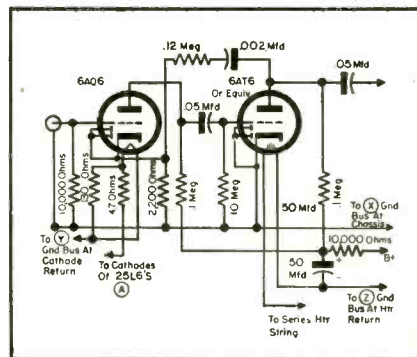 .12 Meg
.002 Mfd
.05 Mfd
6AQ6
6AT6
Or Equiv.
.05 Mfd
10,000 Ohms
Ohms
47 Ohms
2,200 Ohms
.1 Meg
10 Meg
50 Mfd
.1 Meg
To X Gnd
Bus At
Chassis
10,000 Ohms
+
B+
To Y
Gnd Bus At
Cathode
Return
To Cathodes
Of 25L6'S
A
50
Mfd
To Z Gnd
Bus At Htr
Return
To Series Htr
String